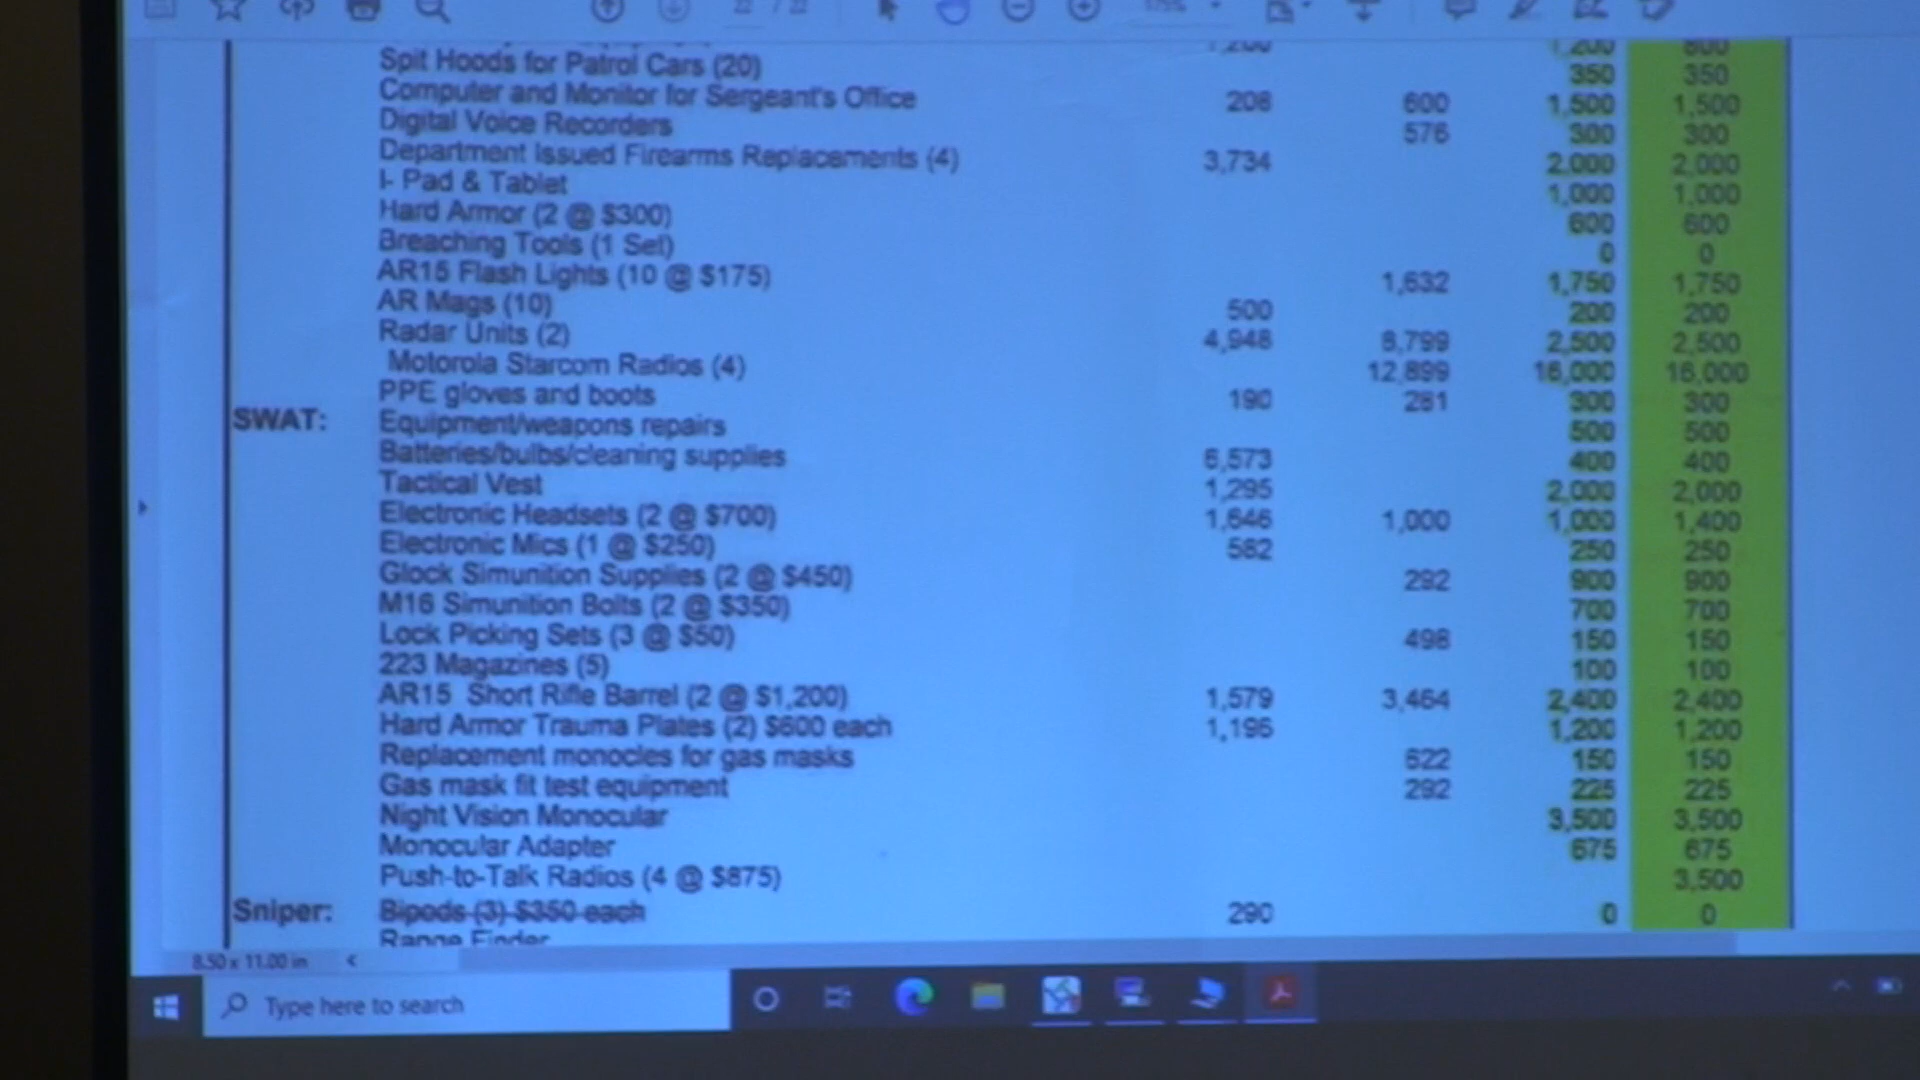 Spit Hoods for Patrol Cars (20) 350 350
Computer and Monitor for Sergeant's Office 208 600 1,500 1,500
Digital Voice Recorders 576 300 300
Department Issued Firearms Replacements (4) 3,734 2,000 2,000
I- Pad & Tablet 1,000 1,000
Hard Armor (2 @ $300) 600 600
Breaching Tools (1 Set) 0 0
AR15 Flash Lights (10 @ $175) 1,632 1,750 1,750
AR Mags (10) 500 200 200
Radar Units (2) 4,948 8,799 2,500 2,500
Motorola Starcom Radios (4) 12,899 16,000 16,000
PPE gloves and boots 190 281 300 300
SWAT: Equipment/weapons repairs 500 500
Batteries/bulbs/cleaning supplies 6,573 400 400
Tactical Vest 1,295 2,000 2,000
Electronic Headsets (2 @ $700) 1,646 1,000 1,000 1,400
Electronic Mics (1 @ $250) 582 250 250
Glock Simunition Supplies (2 @ $450) 292 900 900
M16 Simunition Bolts (2 @ $350) 700 700
Lock Picking Sets (3 @ $50) 498 150 150
223 Magazines (5) 100 100
AR15 Short Rifle Barrel (2 @ $1,200) 1,579 3,464 2,400 2,400
Hard Armor Trauma Plates (2) $600 each 1,196 1,200 1,200
Replacement monocles for gas masks 622 150 150
Gas mask fit test equipment 292 225 225
Night Vision Monocular 3,500 3,500
Monocular Adapter 675 675
Push-to-Talk Radios (4 @ $875) 3,500
Sniper: Bipods (3) $350 each 290 0 0
Range Finder
8.50 x 11.00 in
Type here to search